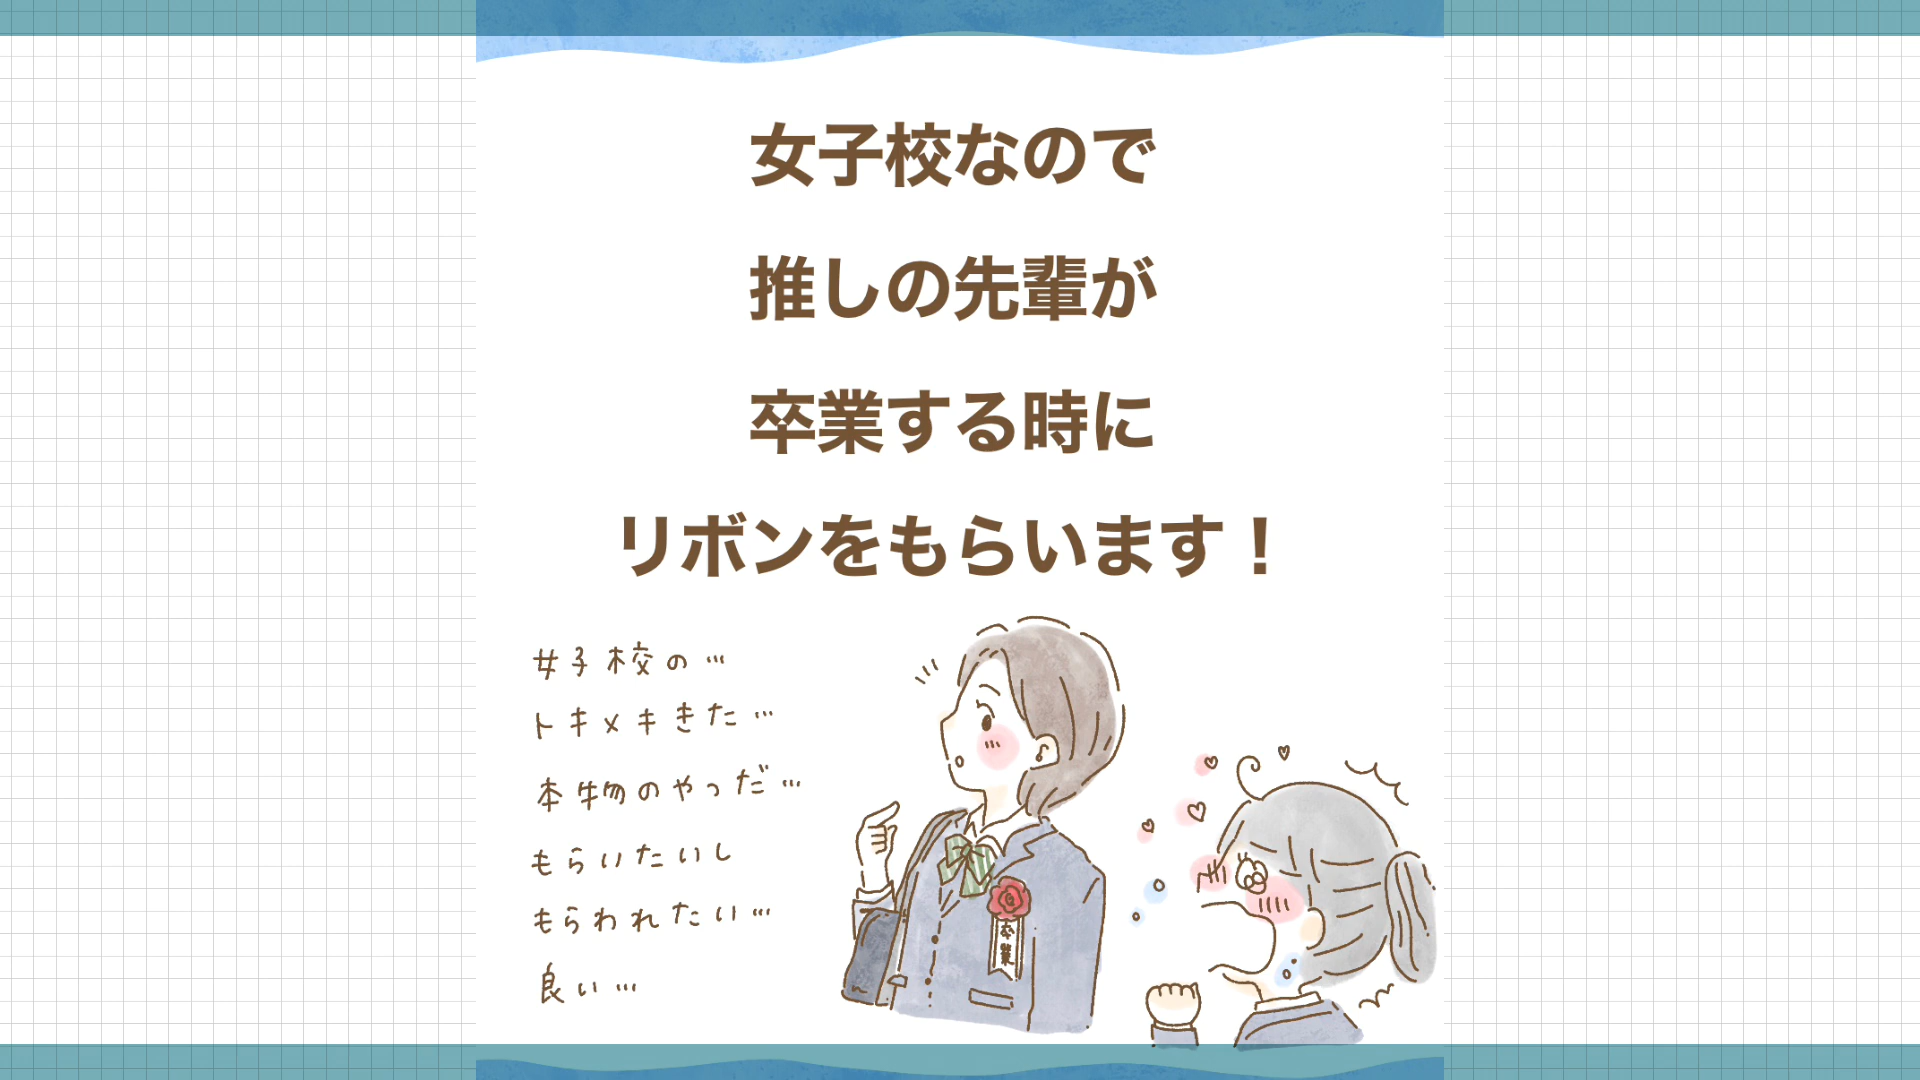 女子校なので
推しの先輩が
卒業する時に
リボンをもらいます！
女子校の…
トキメキきた…
本物のやっだ…
もらいたいし
もらわれたい…
良い…
卒業